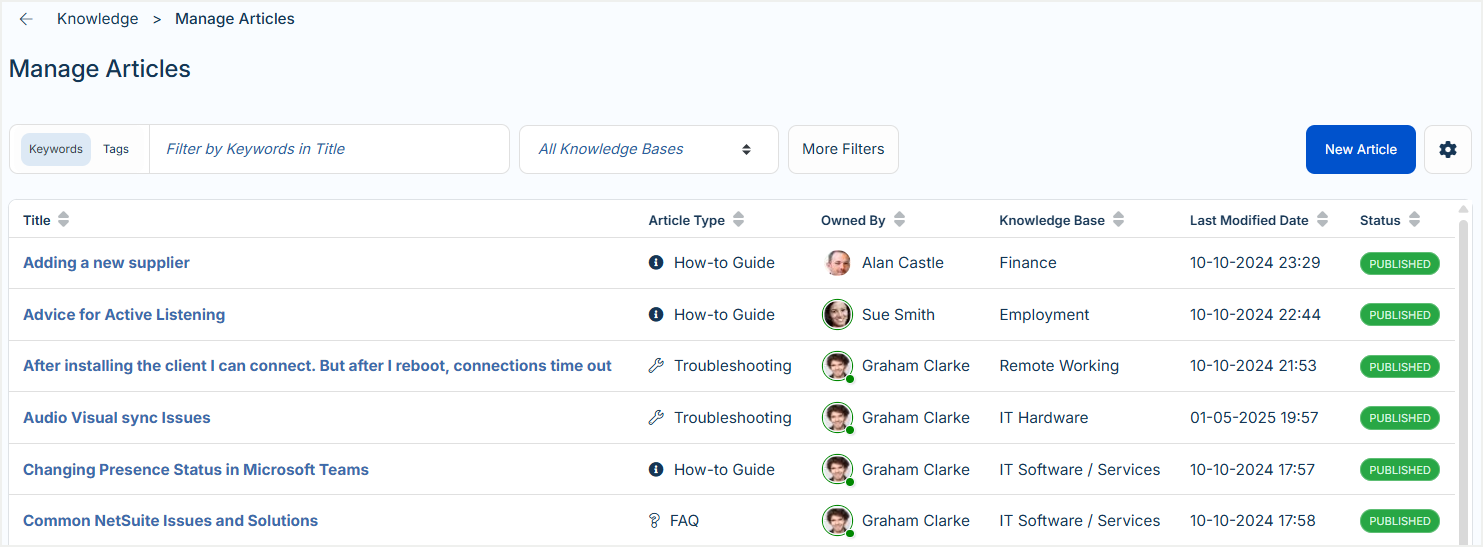 Knowledge > Manage Articles
Manage Articles
Keywords Tags Filter by Keywords in Title All Knowledge Bases More Filters New Article
Title Article Type Owned By Knowledge Base Last Modified Date Status
Adding a new supplier How-to Guide Alan Castle Finance 10-10-2024 23:29 PUBLISHED
Advice for Active Listening How-to Guide Sue Smith Employment 10-10-2024 22:44 PUBLISHED
After installing the client I can connect. But after I reboot, connections time out Troubleshooting Graham Clarke Remote Working 10-10-2024 21:53 PUBLISHED
Audio Visual sync Issues Troubleshooting Graham Clarke IT Hardware 01-05-2025 19:57 PUBLISHED
Changing Presence Status in Microsoft Teams How-to Guide Graham Clarke IT Software / Services 10-10-2024 17:57 PUBLISHED
Common NetSuite Issues and Solutions FAQ Graham Clarke IT Software / Services 10-10-2024 17:58 PUBLISHED